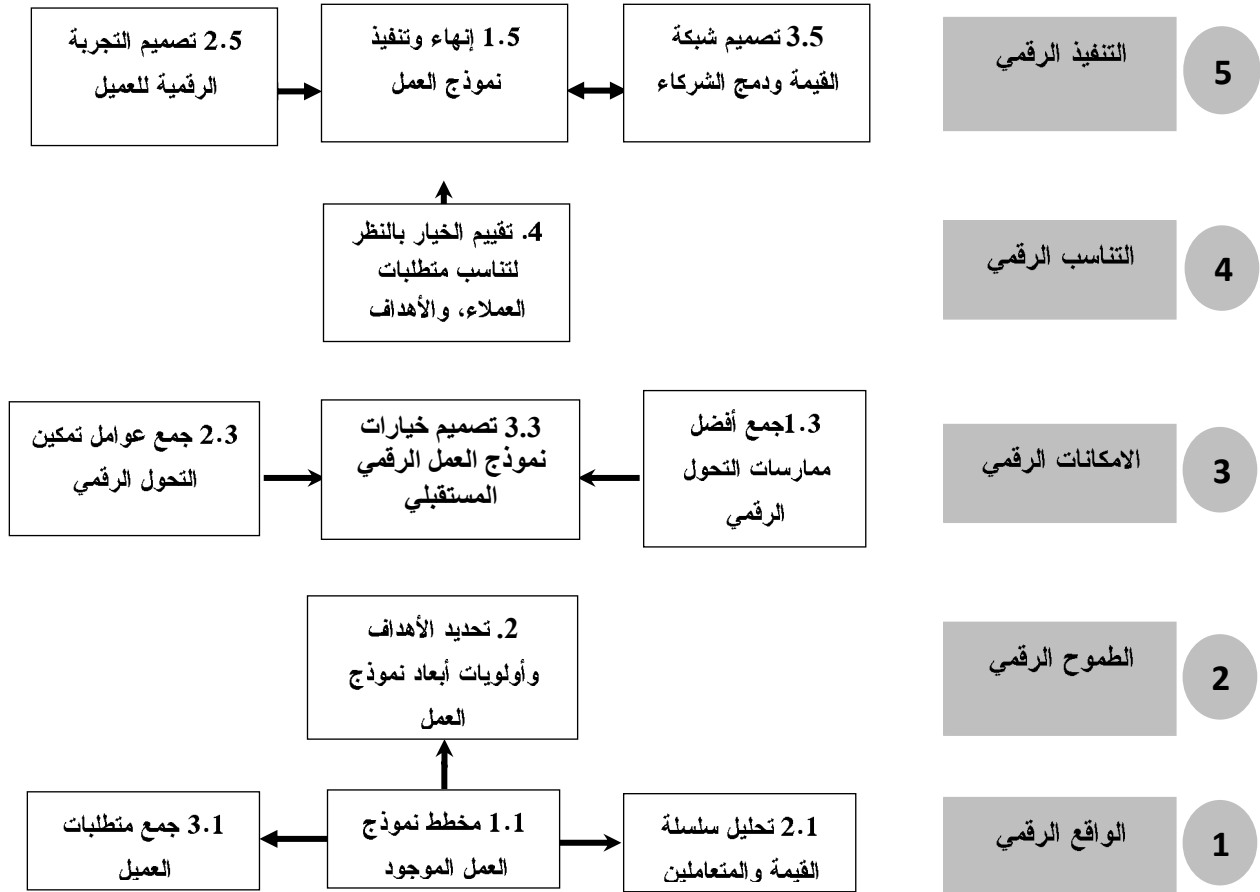 5
التنفيذ الرقمي
3.5 تصميم شبكة
القيمة ودمج الشركاء
1.5 إنهاء وتنفيذ
نموذج العمل
2.5 تصميم التجربة
الرقمية للعميل
4
التناسب الرقمي
4. تقييم الخيار بالنظر
لتناسب متطلبات
العملاء، والأهداف
3
الامكانات الرقمي
1.3جمع أفضل
ممارسات التحول
الرقمي
3.3 تصميم خيارات
نموذج العمل الرقمي
المستقبلي
2.3 جمع عوامل تمكين
التحول الرقمي
2
الطموح الرقمي
2. تحديد الأهداف
وأولويات أبعاد نموذج
العمل
1
الواقع الرقمي
2.1 تحليل سلسلة
القيمة والمتعاملين
1.1 مخطط نموذج
العمل الموجود
3.1 جمع متطلبات
العميل